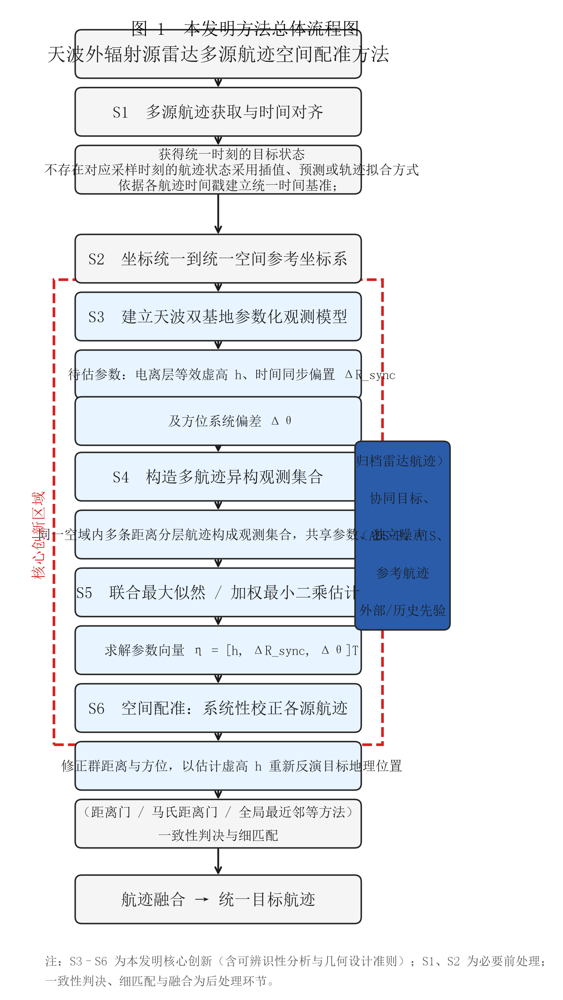 图 1 本发明方法总体流程图
天波外辐射源雷达多源航迹空间配准方法
S1 多源航迹获取与时间对齐
获得统一时刻的目标状态
不存在对应采样时刻的航迹状态采用插值、预测或轨迹拟合方式
依据各航迹时间戳建立统一时间基准；
S2 坐标统一到统一空间参考坐标系
S3 建立天波双基地参数化观测模型
待估参数：电离层等效虚高 h、时间同步偏置 ΔR_sync
及方位系统偏差 Δθ
S4 构造多航迹异构观测集合
同一空域内多条距离分层航迹构成观测集合，共享参数、独立噪声
S5 联合最大似然 / 加权最小二乘估计
求解参数向量 η = [h, ΔR_sync, Δθ]T
S6 空间配准：系统性校正各源航迹
修正群距离与方位，以估计虚高 h 重新反演目标地理位置
（距离门 / 马氏距离门 / 全局最近邻等方法）
一致性判决与细匹配
航迹融合 → 统一目标航迹
核心创新区域
归档雷达航迹）
协同目标、
（ADS-B、AIS、
参考航迹
外部/历史先验
注：S3–S6 为本发明核心创新（含可辨识性分析与几何设计准则）；S1、S2 为必要前处理；
一致性判决、细匹配与融合为后处理环节。